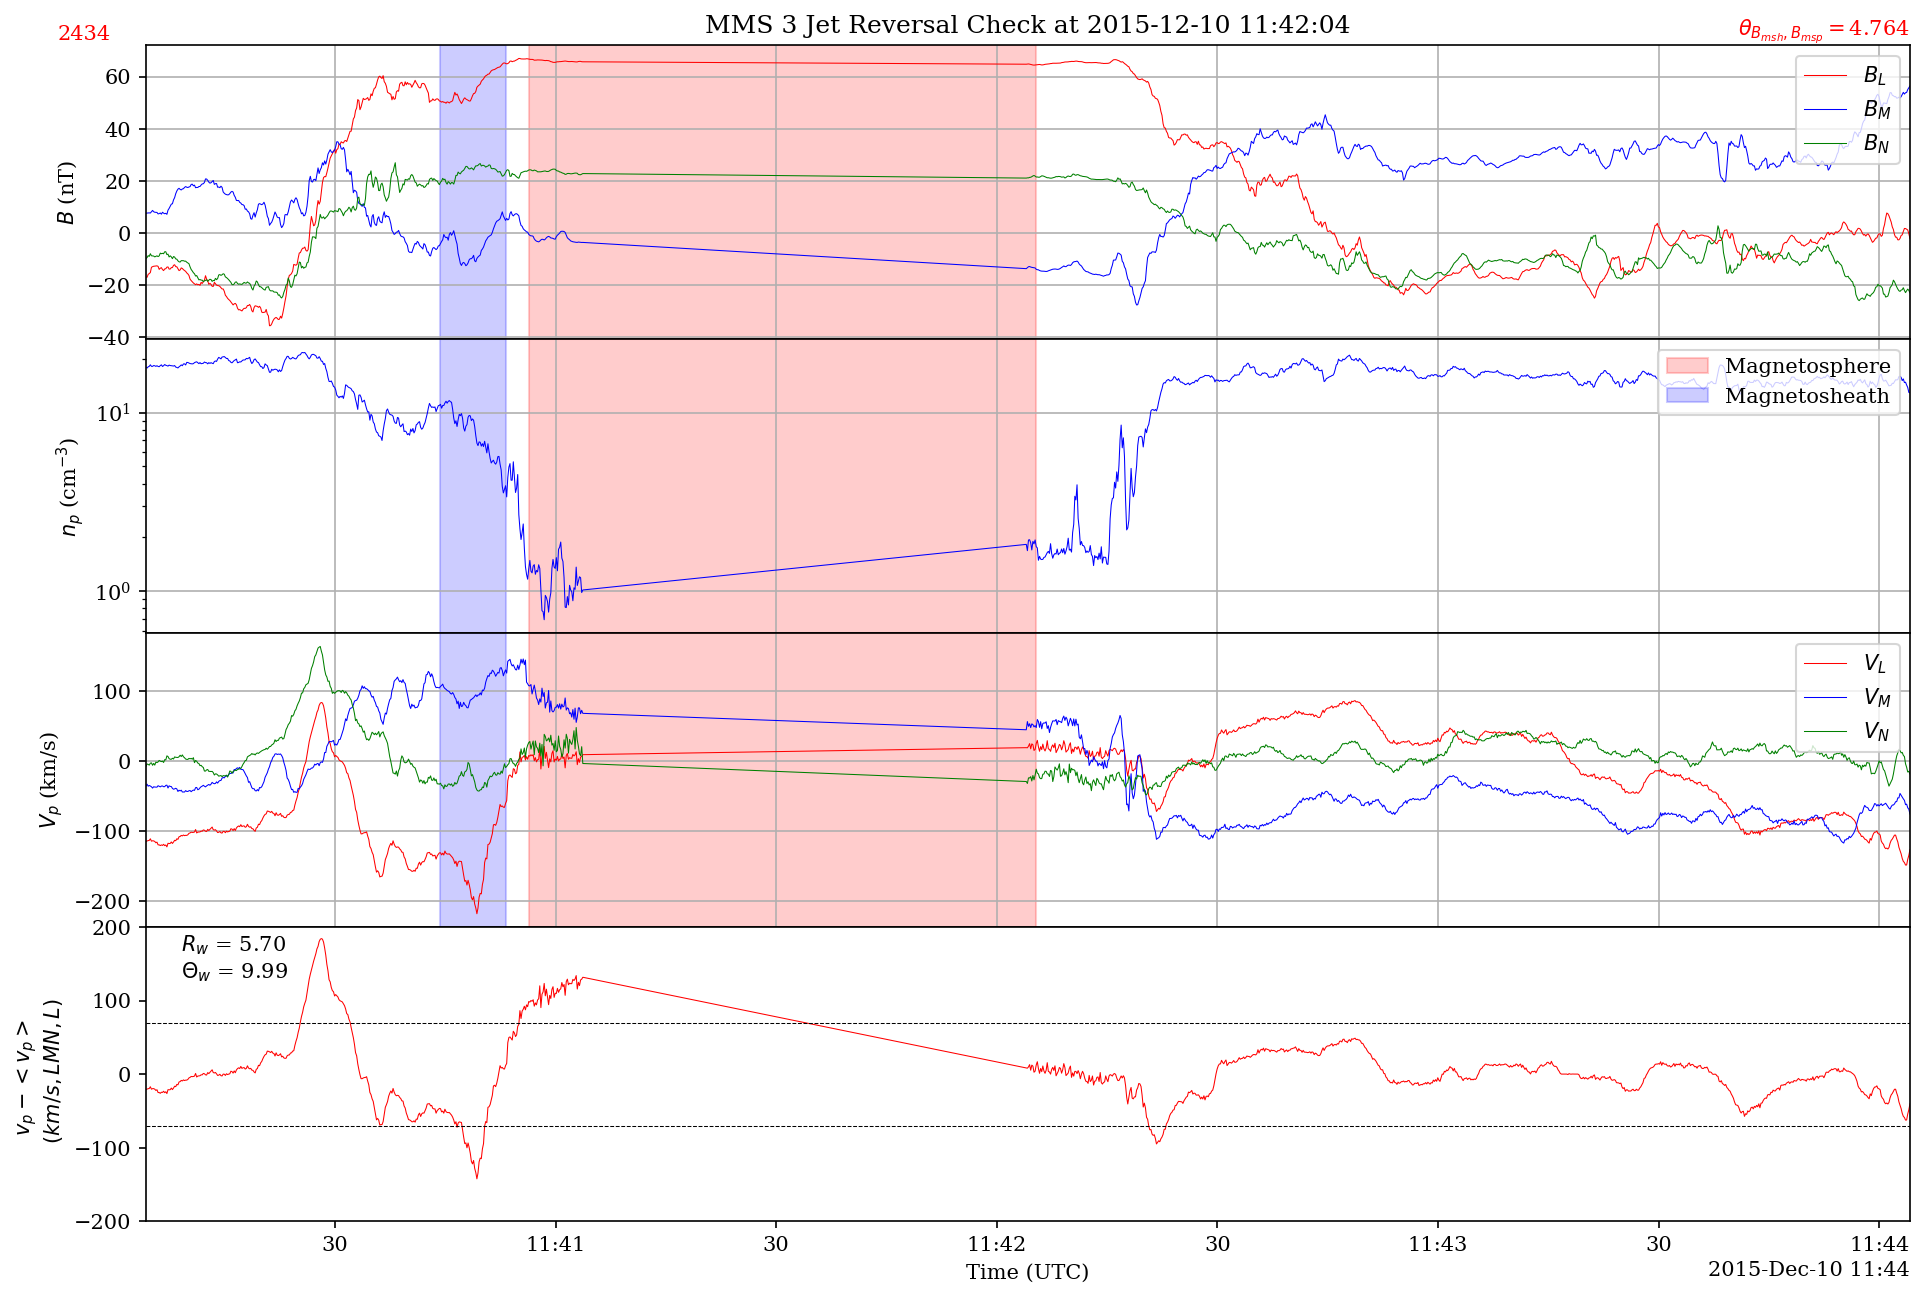 2434
MMS 3 Jet Reversal Check at 2015-12-10 11:42:04
θ_{B_{msh}, B_{msp}} = 4.764
B (nT)
60
40
20
0
−20
−40
B_L
B_M
B_N
n_p (cm^{−3})
10^1
10^0
Magnetosphere
Magnetosheath
V_p (km/s)
100
0
−100
−200
V_L
V_M
V_N
v_p − < v_p >
(km/s, LMN, L)
200
100
0
−100
−200
R_w = 5.70
Θ_w = 9.99
30
11:41
30
11:42
30
11:43
30
11:44
Time (UTC)
2015-Dec-10 11:44